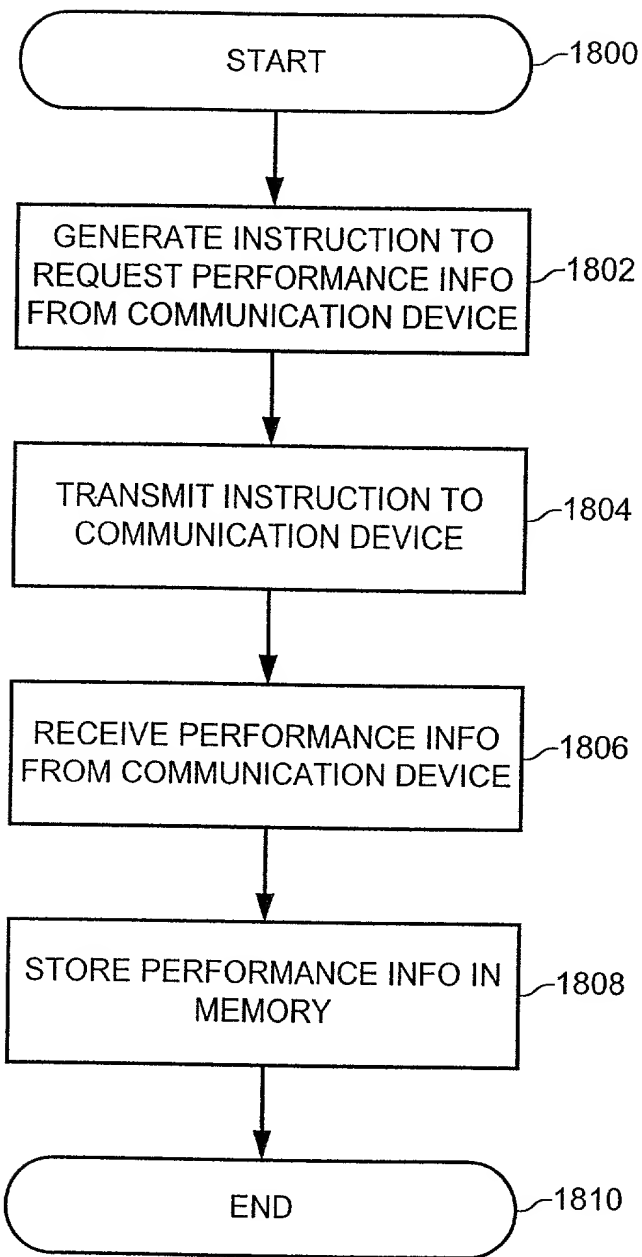 START
1800
GENERATE INSTRUCTION TO
REQUEST PERFORMANCE INFO
FROM COMMUNICATION DEVICE
1802
TRANSMIT INSTRUCTION TO
COMMUNICATION DEVICE
1804
RECEIVE PERFORMANCE INFO
FROM COMMUNICATION DEVICE
1806
STORE PERFORMANCE INFO IN
MEMORY
1808
END
1810